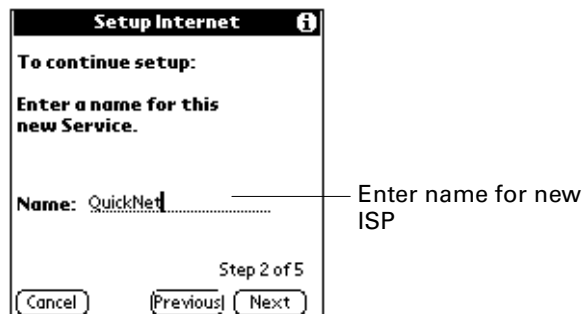 Setup Internet
To continue setup:
Enter a name for this
new Service.
Name: QuickNet
Enter name for new
ISP
Step 2 of 5
Cancel Previous Next